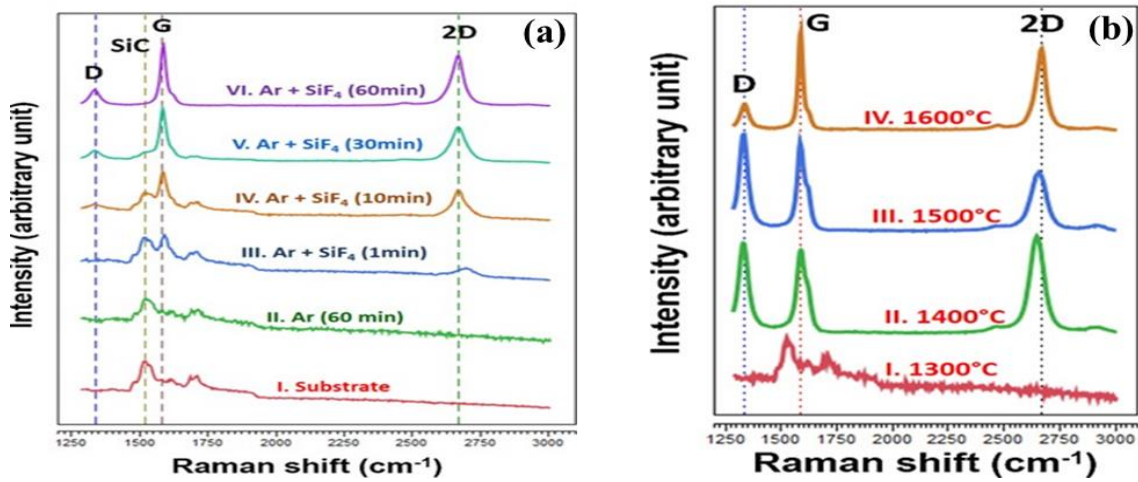 (a)
G
2D
SiC
D
VI. Ar + SiF₄ (60min)
V. Ar + SiF₄ (30min)
IV. Ar + SiF₄ (10min)
III. Ar + SiF₄ (1min)
II. Ar (60 min)
I. Substrate
Intensity (arbitrary unit)
1250 1500 1750 2000 2250 2500 2750 3000
Raman shift (cm⁻¹)
(b)
G
2D
D
IV. 1600°C
III. 1500°C
II. 1400°C
I. 1300°C
Intensity (arbitrary unit)
1250 1500 1750 2000 2250 2500 2750 3000
Raman shift (cm⁻¹)